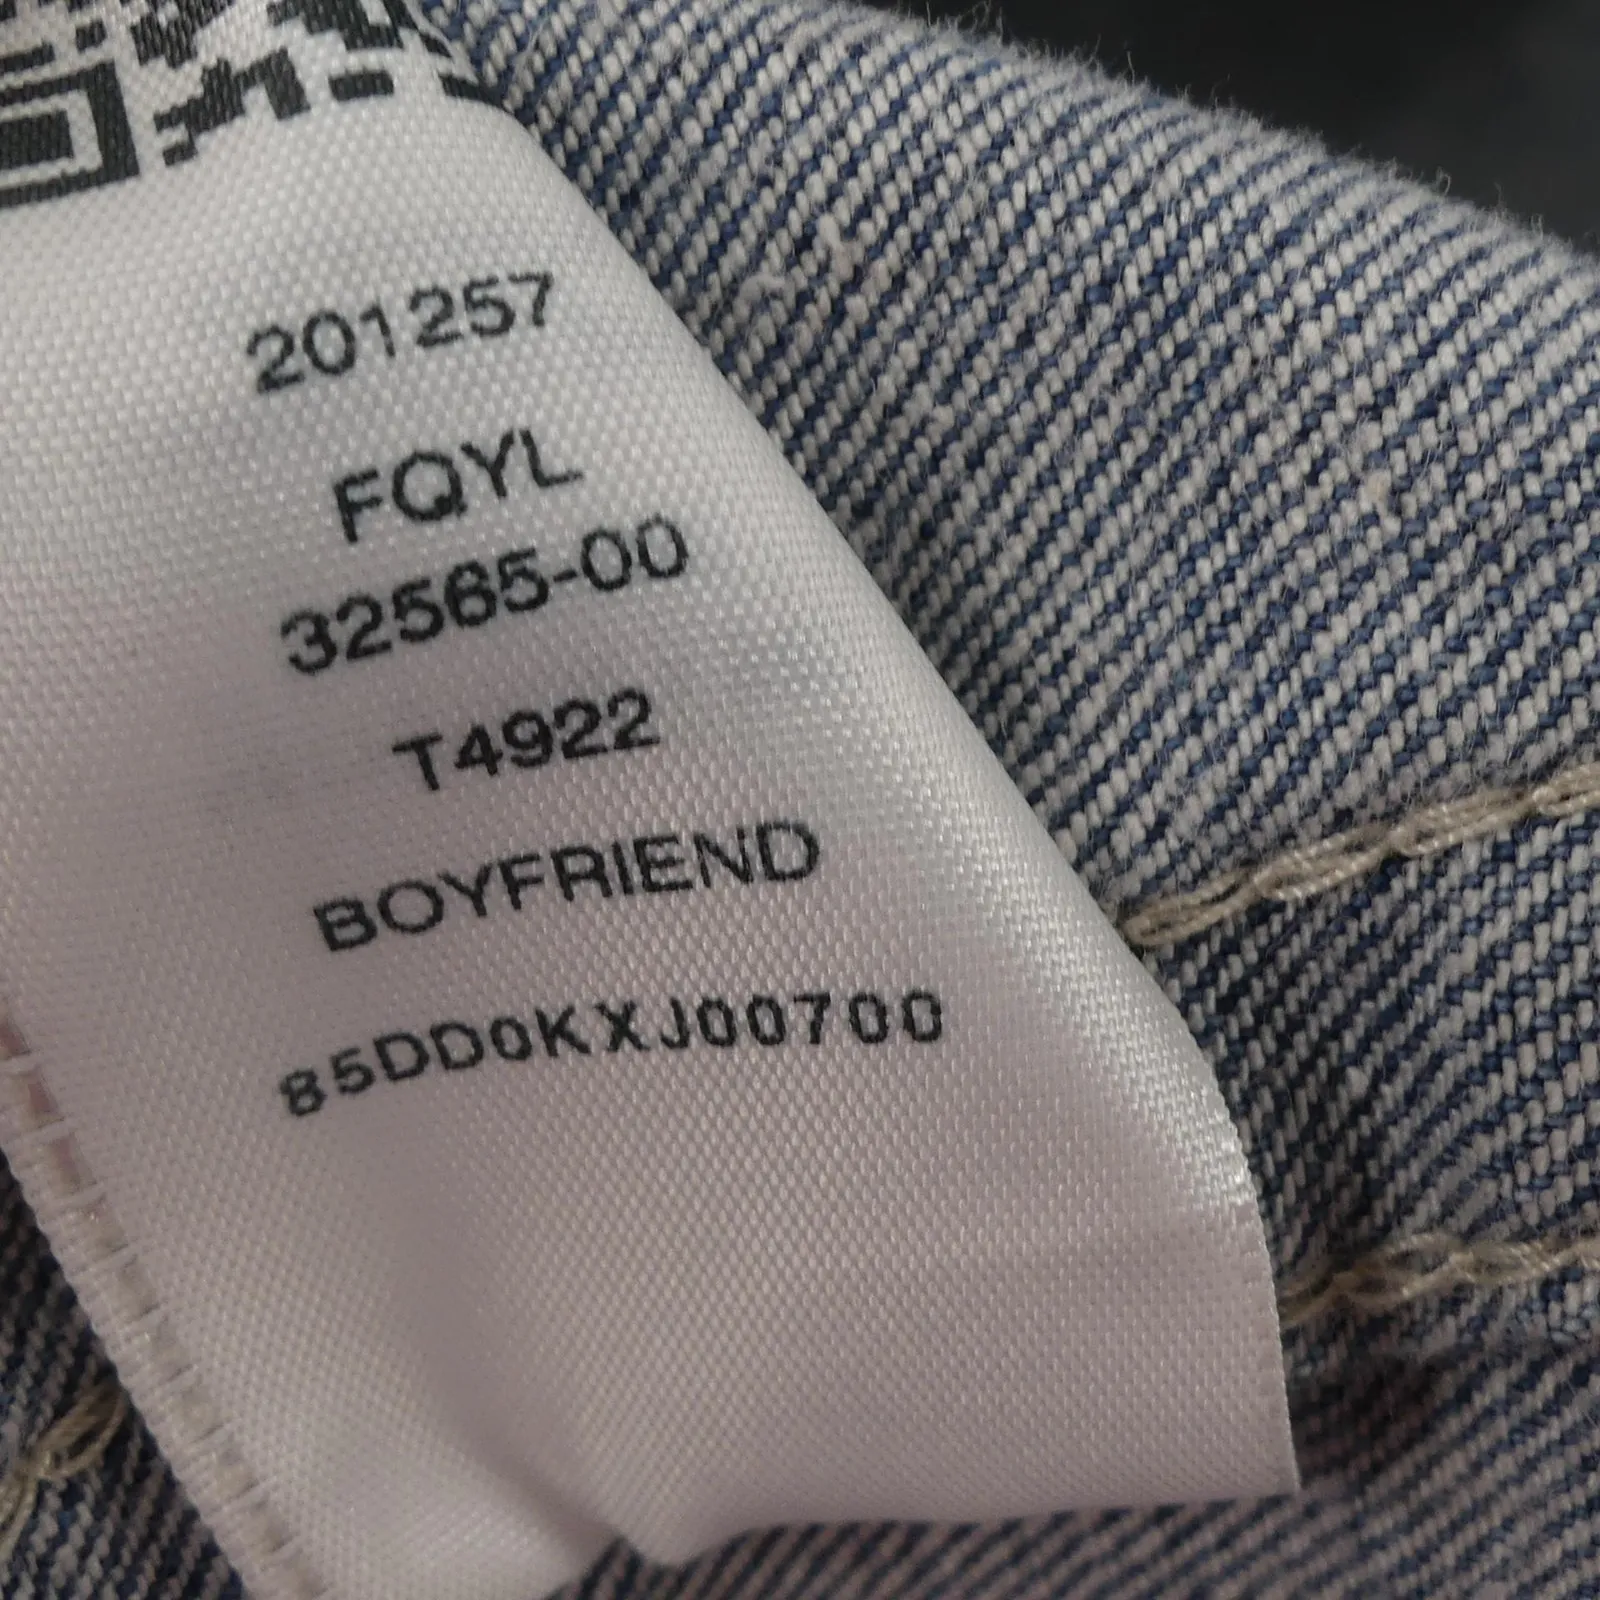 201257
FQYL
32565-00
T4922
BOYFRIEND
85DD0KXJ00700